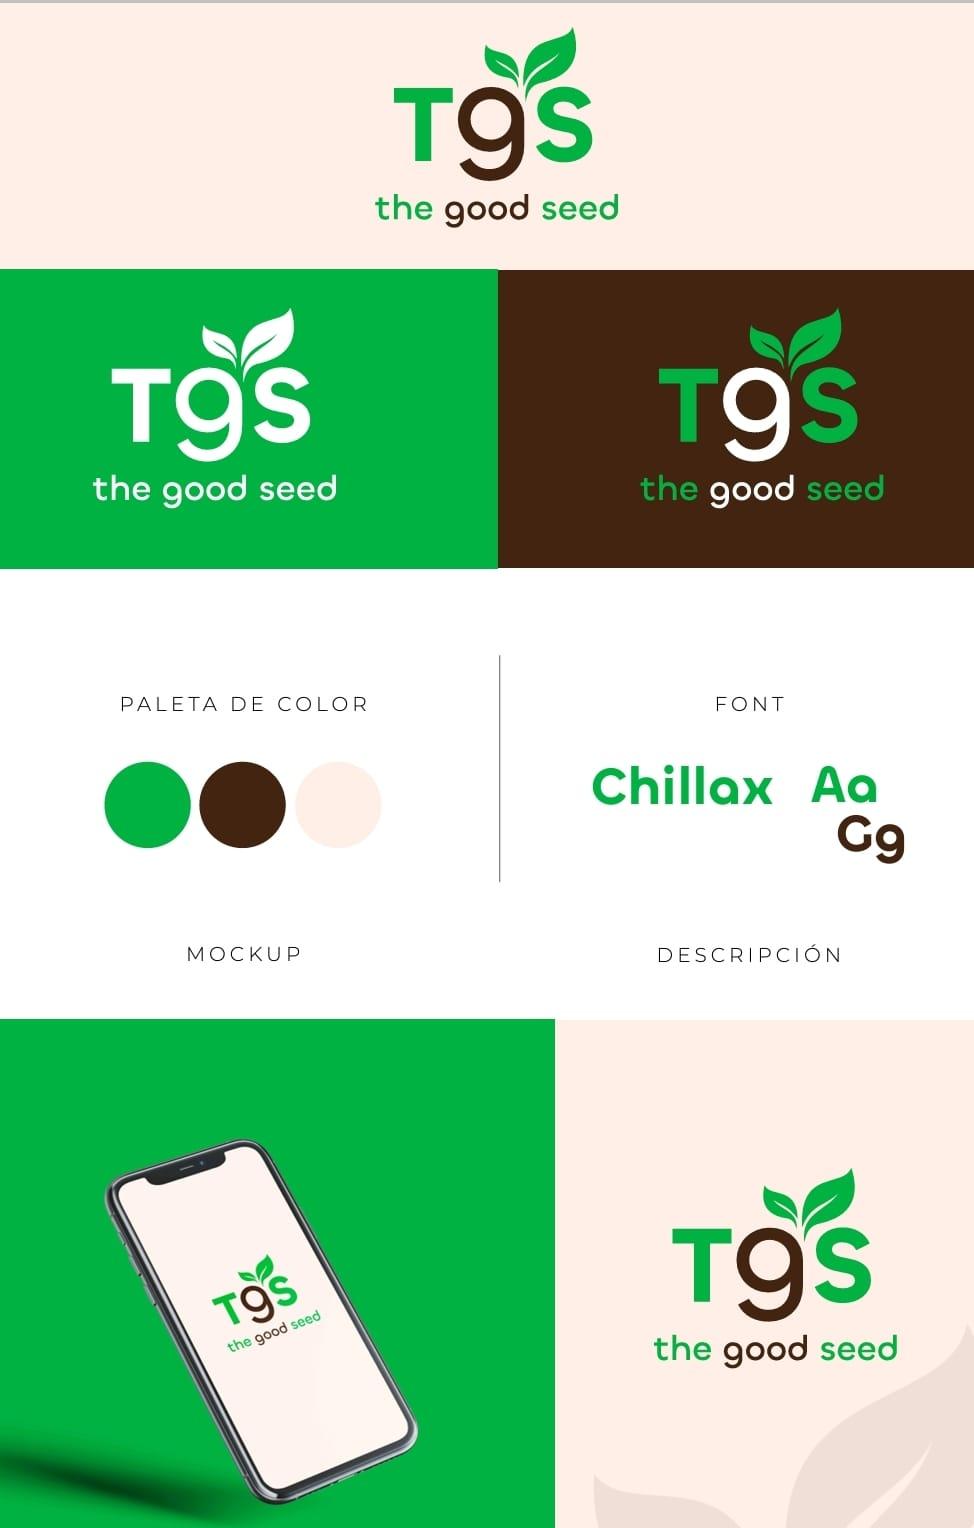 Tgs
the good seed
Tgs
the good seed
Tgs
the good seed
PALETA DE COLOR
FONT
Chillax Aa
Gg
MOCKUP
DESCRIPCIÓN
Tgs
the good seed
Tgs
the good seed